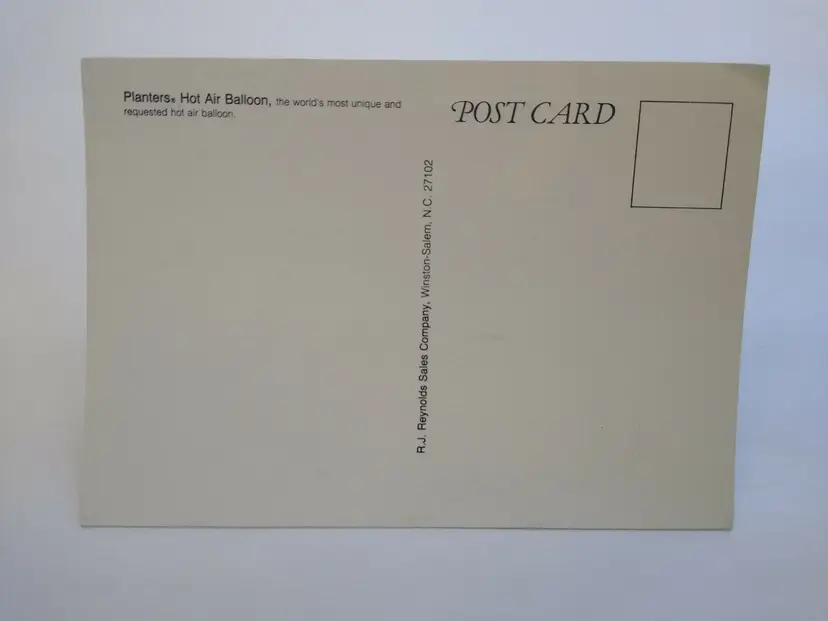 Planters® Hot Air Balloon, the world's most unique and
requested hot air balloon.
POST CARD
R.J. Reynolds Sales Company, Winston-Salem, N.C. 27102